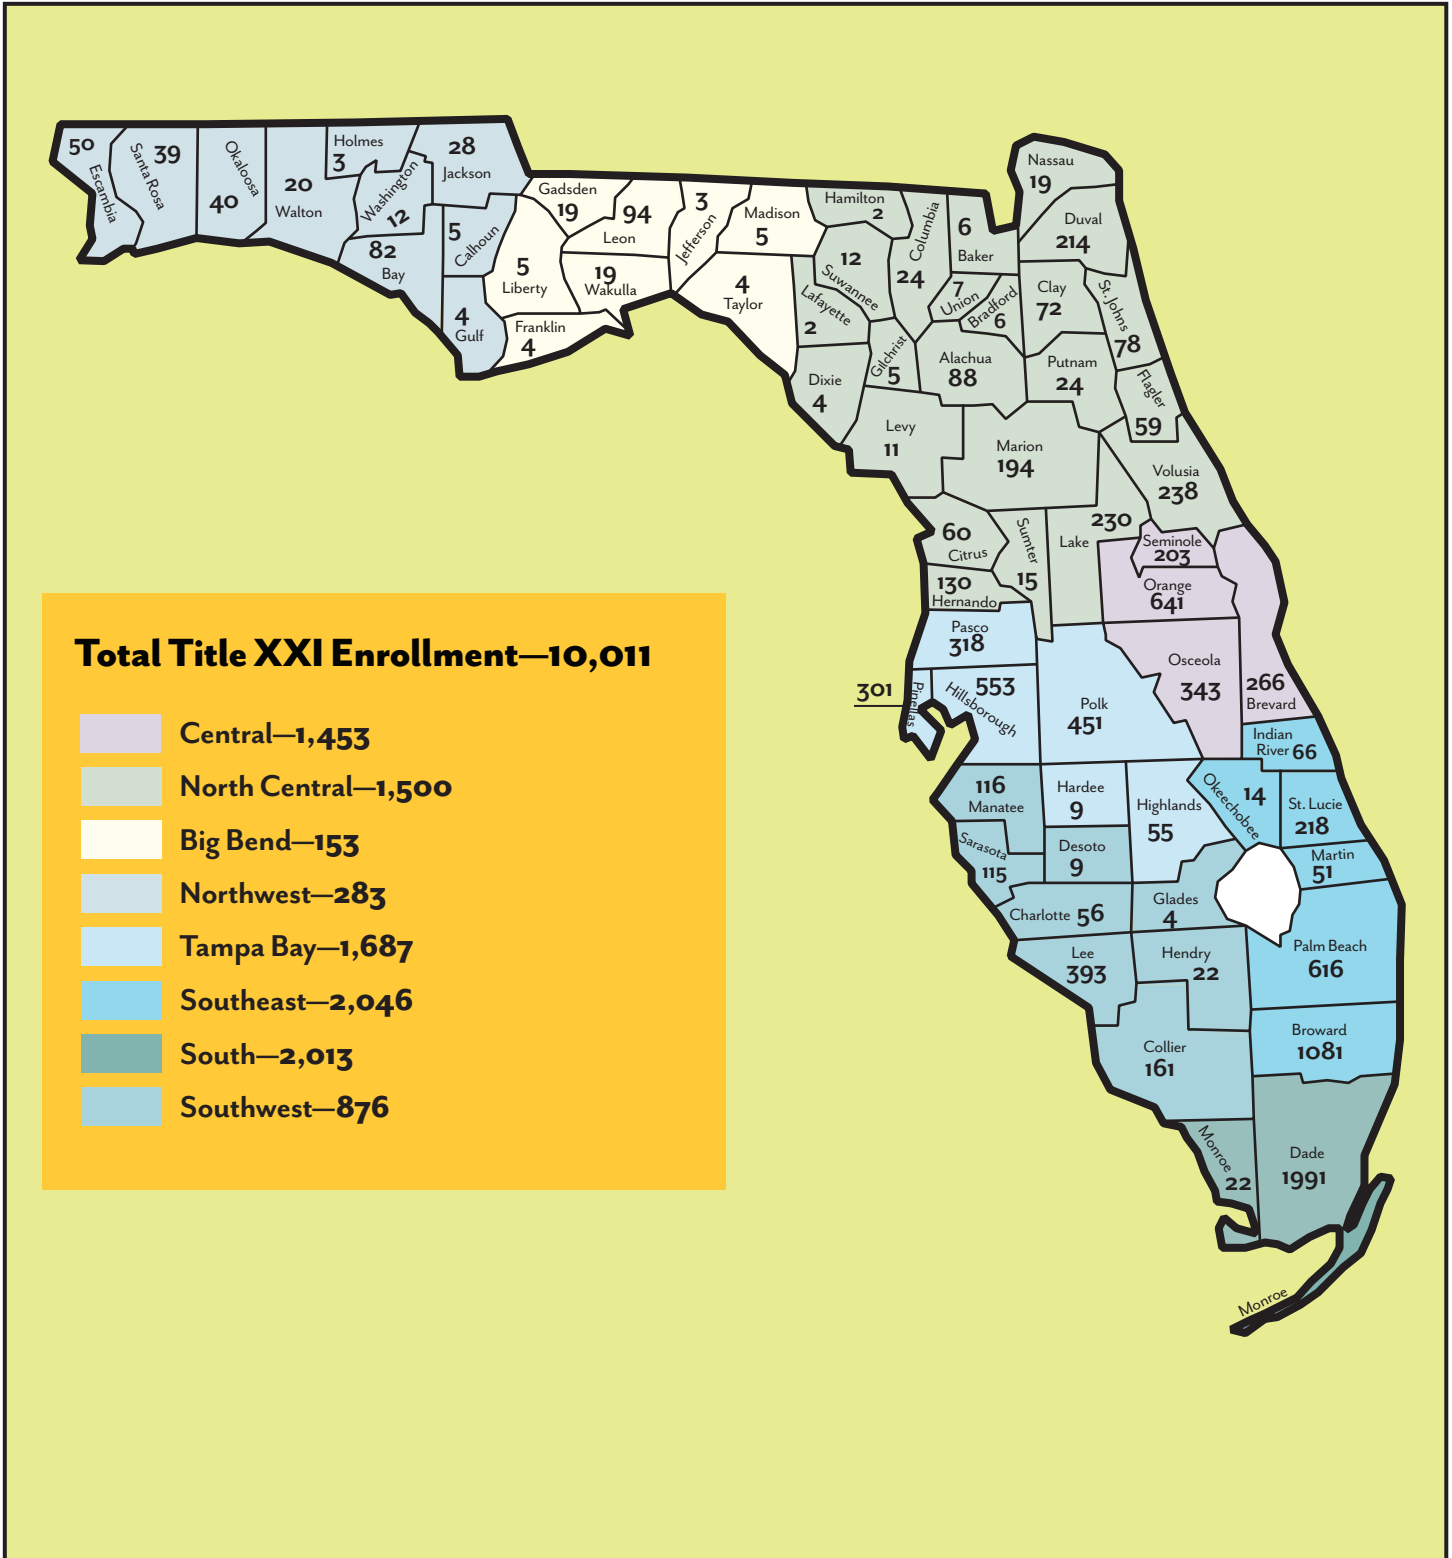 50
Escambia
Santa Rosa
39
Okaloosa
40
20
Walton
Holmes
3
Washington
12
28
Jackson
82
Bay
5
Calhoun
4
Gulf
Gadsden
19
94
Leon
3
Jefferson
Madison
5
5
Liberty
19
Wakulla
Franklin
4
4
Taylor
Hamilton
2
Columbia
24
6
Baker
Nassau
19
Duval
214
12
Suwannee
Lafayette
2
7
Union
Bradford
6
Clay
72
St. Johns
78
Gilchrist
5
Alachua
88
Putnam
24
Flagler
59
Dixie
4
Levy
11
Marion
194
Volusia
238
60
Citrus
Sumter
15
230
Lake
Seminole
203
130
Hernando
Orange
641
Pasco
318
Osceola
343
266
Brevard
301
Pinellas
553
Hillsborough
Polk
451
Indian
River 66
116
Manatee
Hardee
9
Highlands
55
Okeechobee
14
St. Lucie
218
Sarasota
115
Desoto
9
Martin
51
Charlotte 56
Glades
4
Lee
393
Hendry
22
Palm Beach
616
Collier
161
Broward
1081
Monroe
22
Dade
1991
Monroe
Total Title XXI Enrollment—10,011
Central—1,453
North Central—1,500
Big Bend—153
Northwest—283
Tampa Bay—1,687
Southeast—2,046
South—2,013
Southwest—876